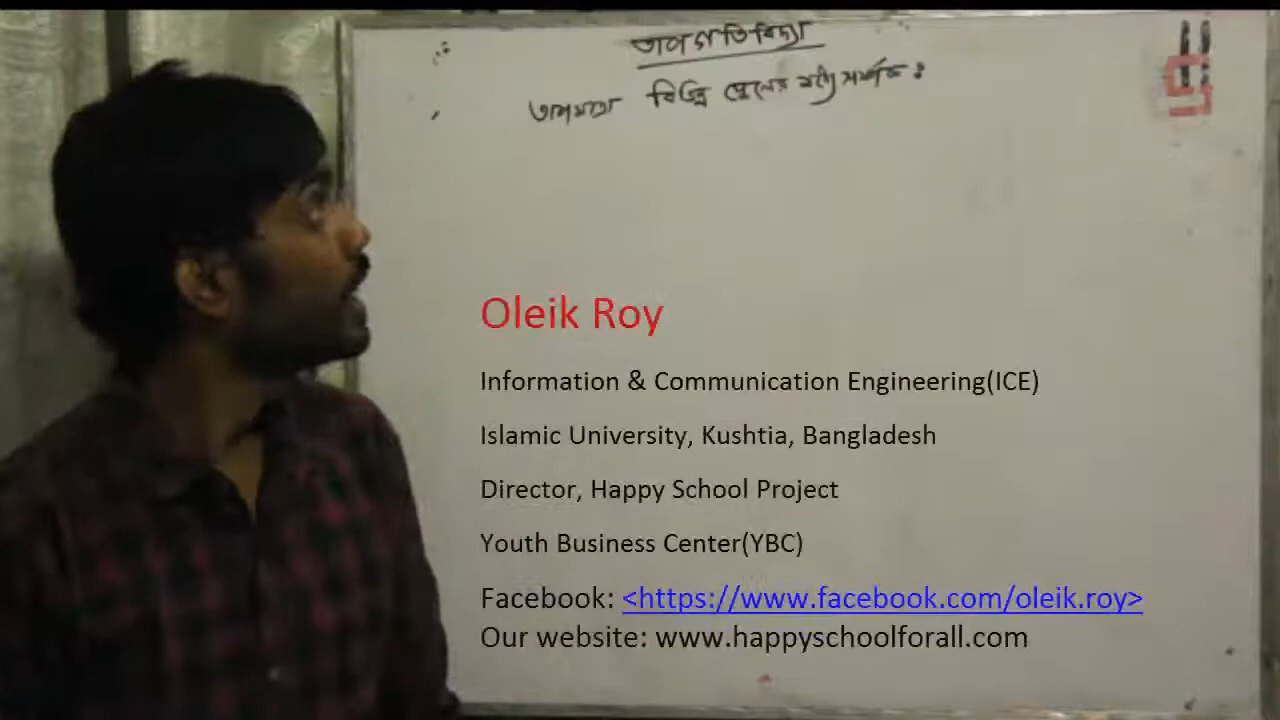 তাপগতিবিদ্যা
তাপমাত্রা বিভিন্ন স্কেলের মধ্যে সম্পর্ক :
Oleik Roy
Information & Communication Engineering(ICE)
Islamic University, Kushtia, Bangladesh
Director, Happy School Project
Youth Business Center(YBC)
Facebook: <https://www.facebook.com/oleik.roy>
Our website: www.happyschoolforall.com